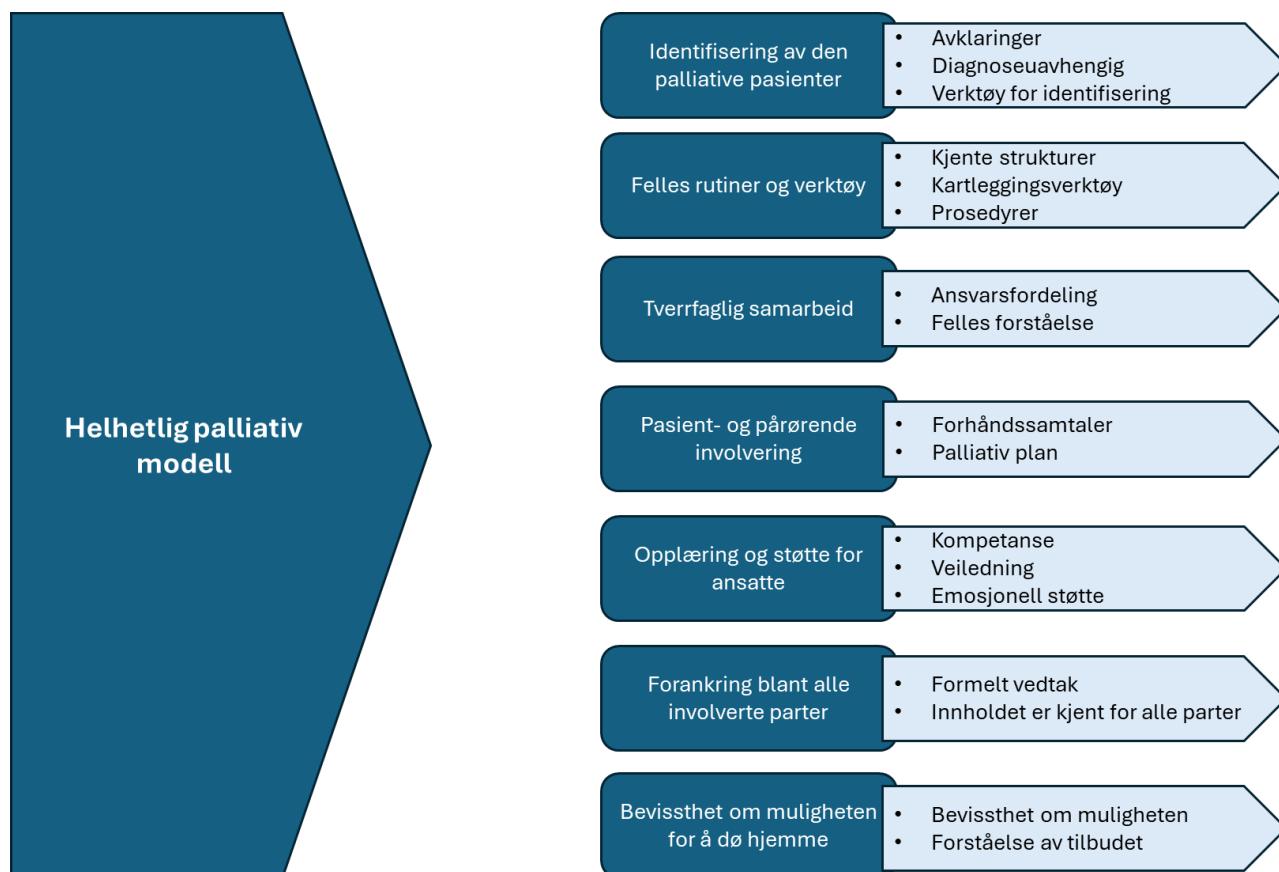 Helhetlig palliativ
modell
Identifisering av den
palliative pasienter
• Avklaringer
• Diagnoseuavhengig
• Verktøy for identifisering
Felles rutiner og verktøy
• Kjente strukturer
• Kartleggingsverktøy
• Prosedyrer
Tverrfaglig samarbeid
• Ansvarsfordeling
• Felles forståelse
Pasient- og pårørende
involvering
• Forhåndssamtaler
• Palliativ plan
Opplæring og støtte for
ansatte
• Kompetanse
• Veiledning
• Emosjonell støtte
Forankring blant alle
involverte parter
• Formelt vedtak
• Innholdet er kjent for alle parter
Bevissthet om muligheten
for å dø hjemme
• Bevissthet om muligheten
• Forståelse av tilbudet